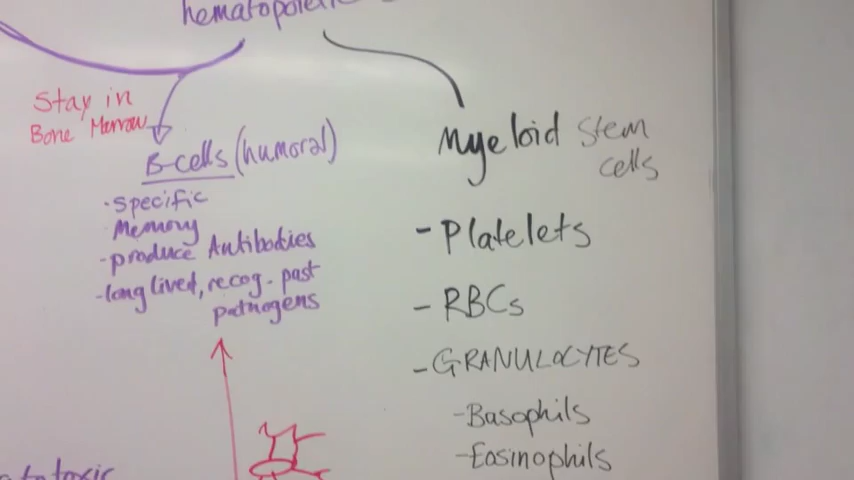 Stay in
Bone Marrow
B-cells (humoral)
·specific
Memory
-produce Antibodies
-long lived, recog. past
pathogens
Myeloid Stem
cells
- Platelets
- RBCs
- GRANULOCYTES
-Basophils
-Eosinophils